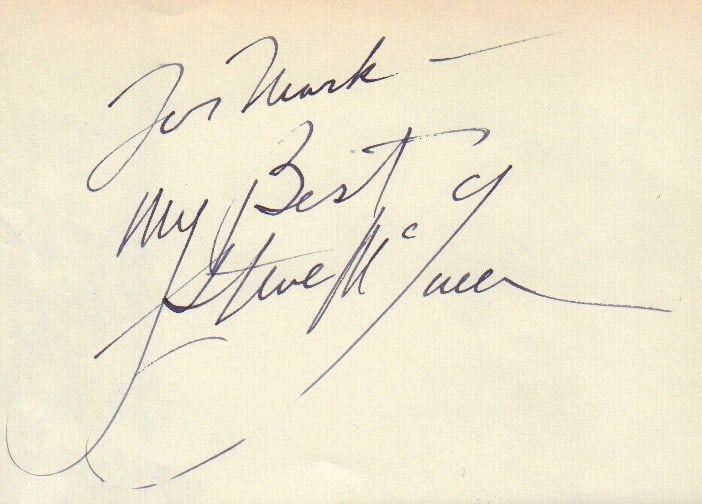 For Mark —
My Best
Steve McQueen